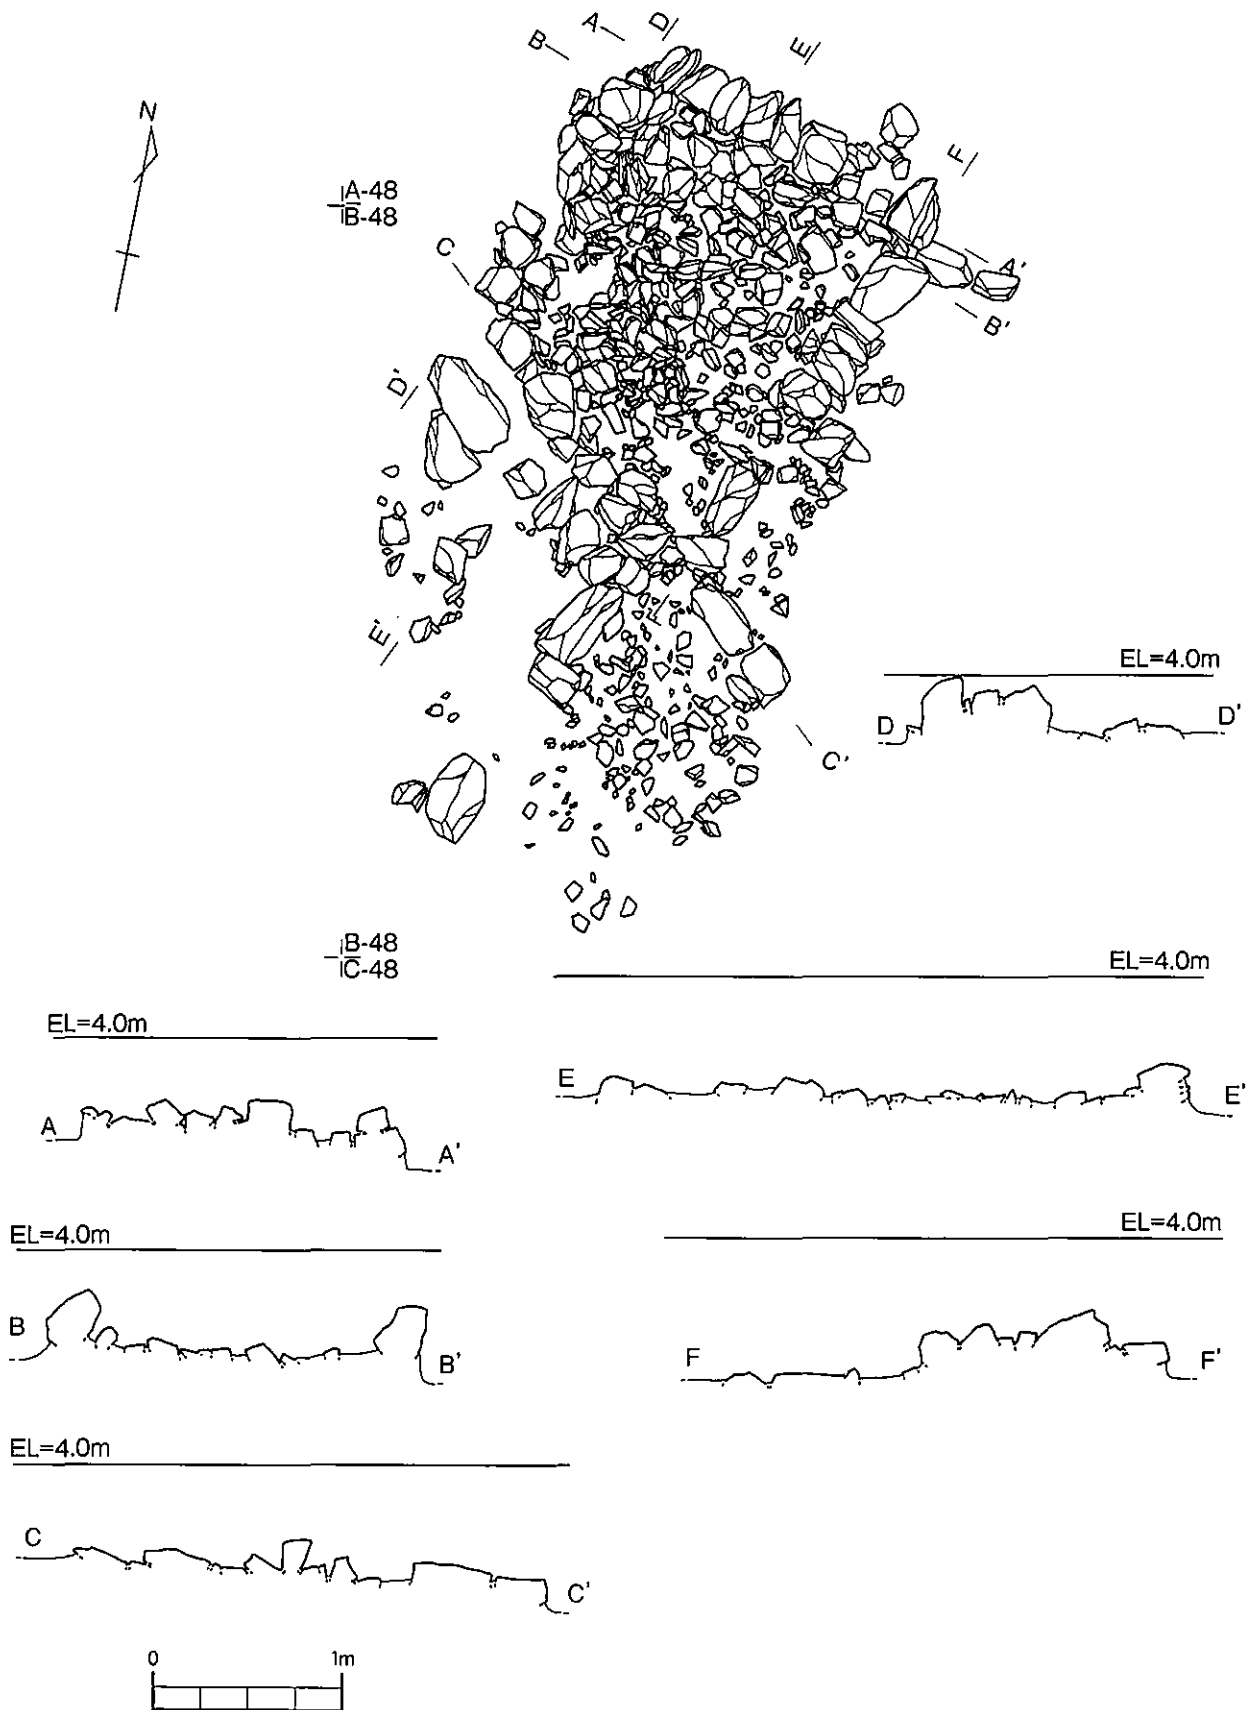 A
D
B
E
N
F
A-48
B-48
C
A'
B'
D'
E'
F'
EL=4.0m
D
D'
C'
B-48
C-48
EL=4.0m
EL=4.0m
E
E'
A
A'
EL=4.0m
EL=4.0m
B
B'
F
F'
EL=4.0m
C
C'
0
1m